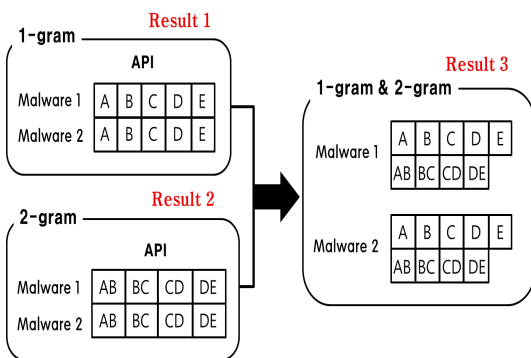 Result 1
1-gram
API
Malware 1 A B C D E
Malware 2 A B C D E
Result 2
2-gram
API
Malware 1 AB BC CD DE
Malware 2 AB BC CD DE
Result 3
1-gram & 2-gram
Malware 1
A B C D E
AB BC CD DE
Malware 2
A B C D E
AB BC CD DE